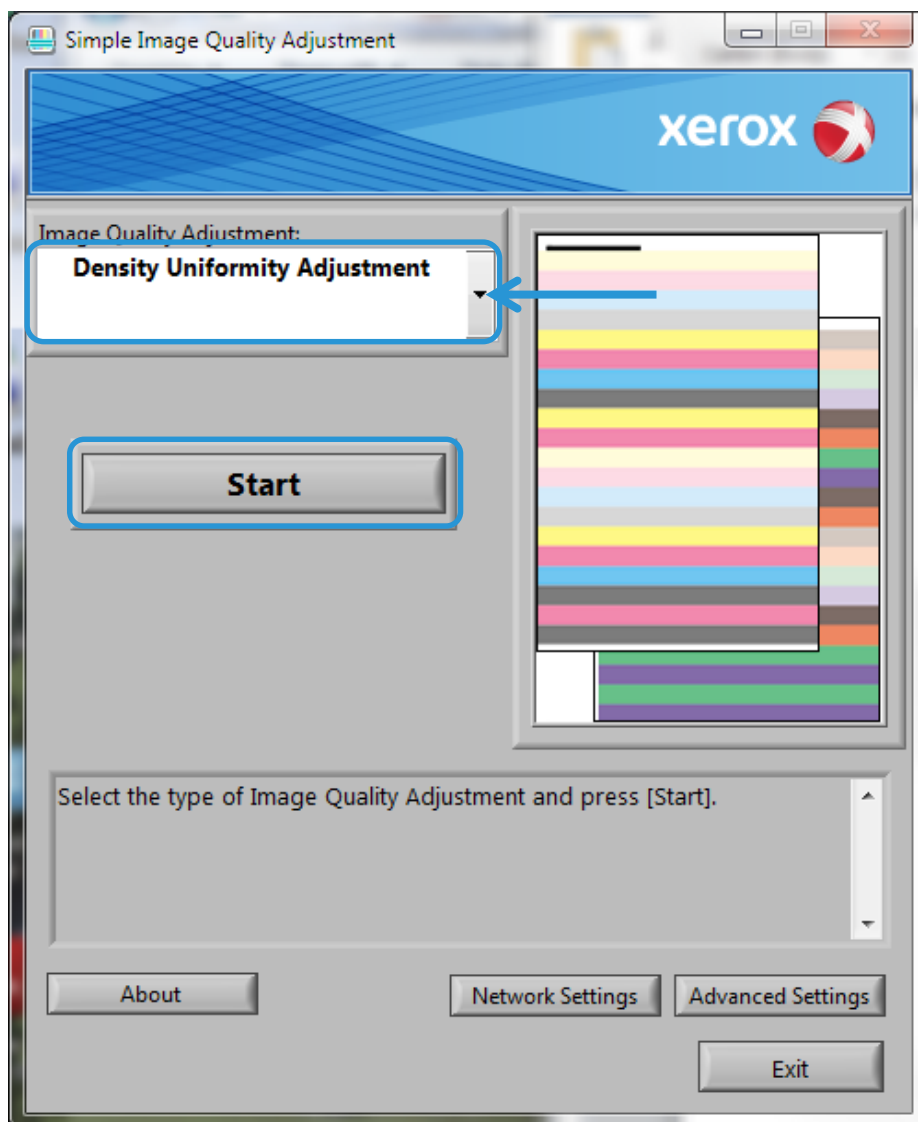 Simple Image Quality Adjustment
xerox
Image Quality Adjustment:
Density Uniformity Adjustment
Start
Select the type of Image Quality Adjustment and press [Start].
About
Network Settings
Advanced Settings
Exit